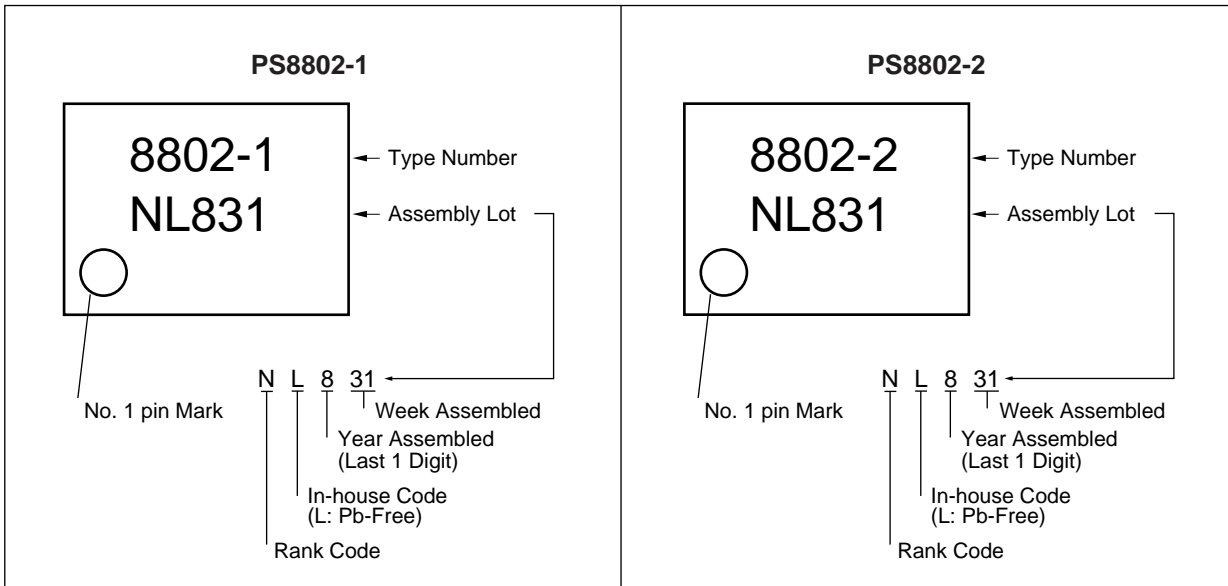 PS8802-1
8802-1
NL831
Type Number
Assembly Lot
No. 1 pin Mark
N L 8 31
Week Assembled
Year Assembled
(Last 1 Digit)
In-house Code
(L: Pb-Free)
Rank Code
PS8802-2
8802-2
NL831
Type Number
Assembly Lot
No. 1 pin Mark
N L 8 31
Week Assembled
Year Assembled
(Last 1 Digit)
In-house Code
(L: Pb-Free)
Rank Code